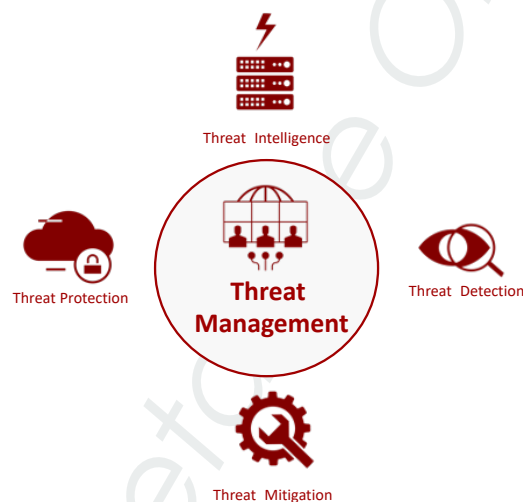 Threat Intelligence
Threat Protection
Threat
Management
Threat Detection
Threat Mitigation